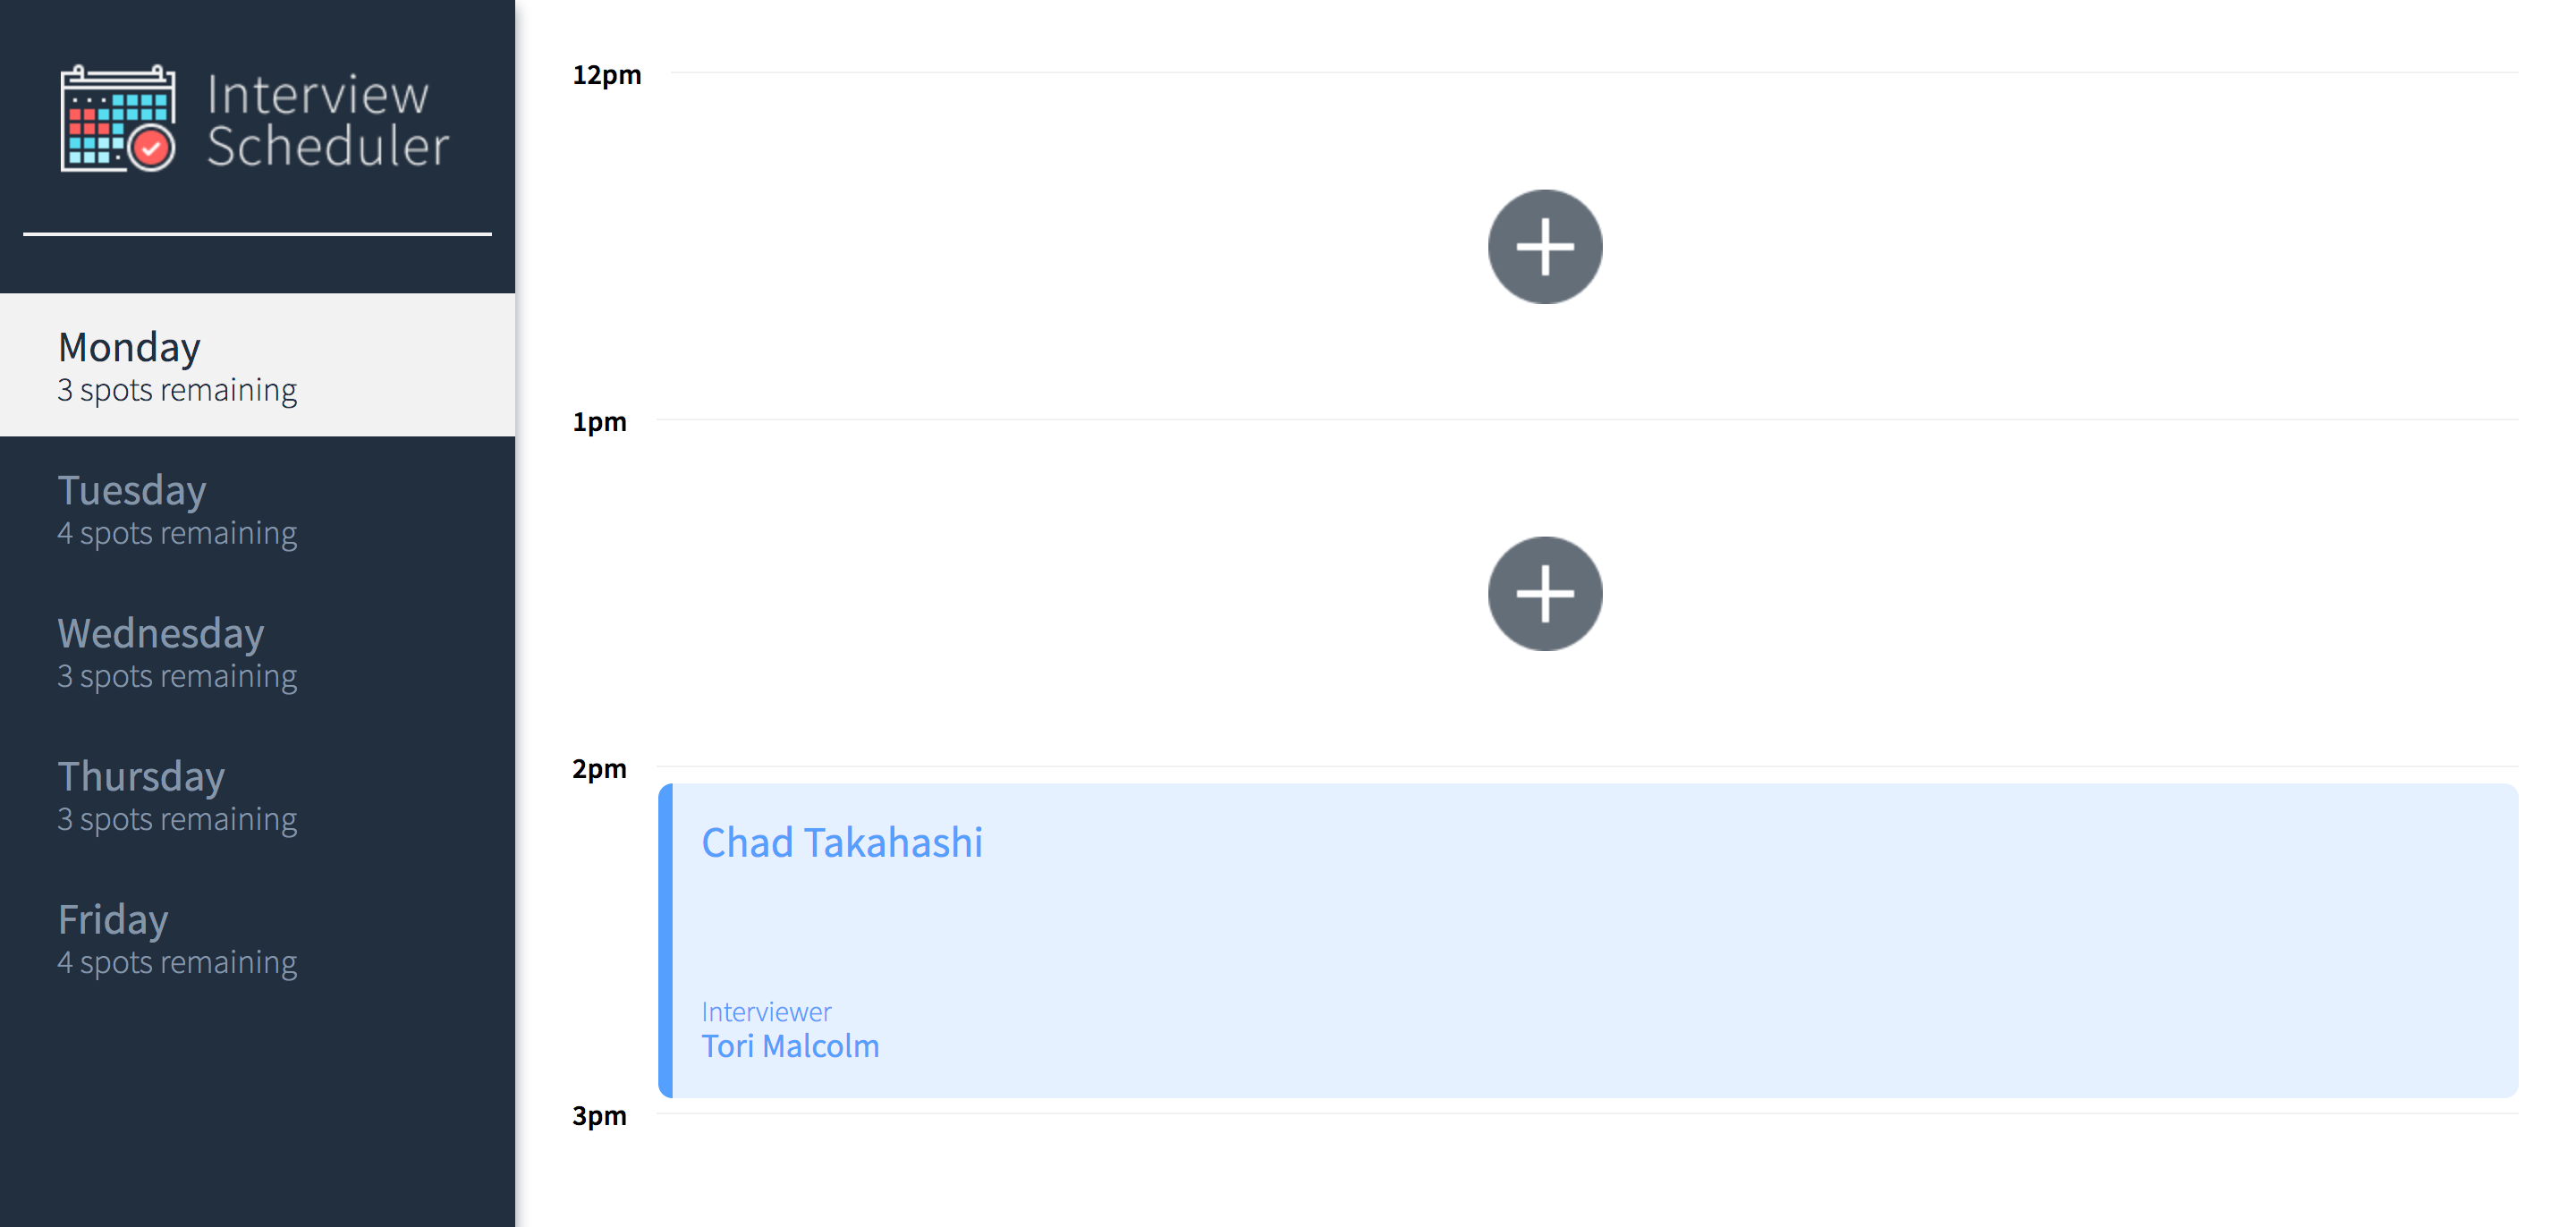 Interview
Scheduler
Monday
3 spots remaining
Tuesday
4 spots remaining
Wednesday
3 spots remaining
Thursday
3 spots remaining
Friday
4 spots remaining
12pm
1pm
2pm
Chad Takahashi
Interviewer
Tori Malcolm
3pm